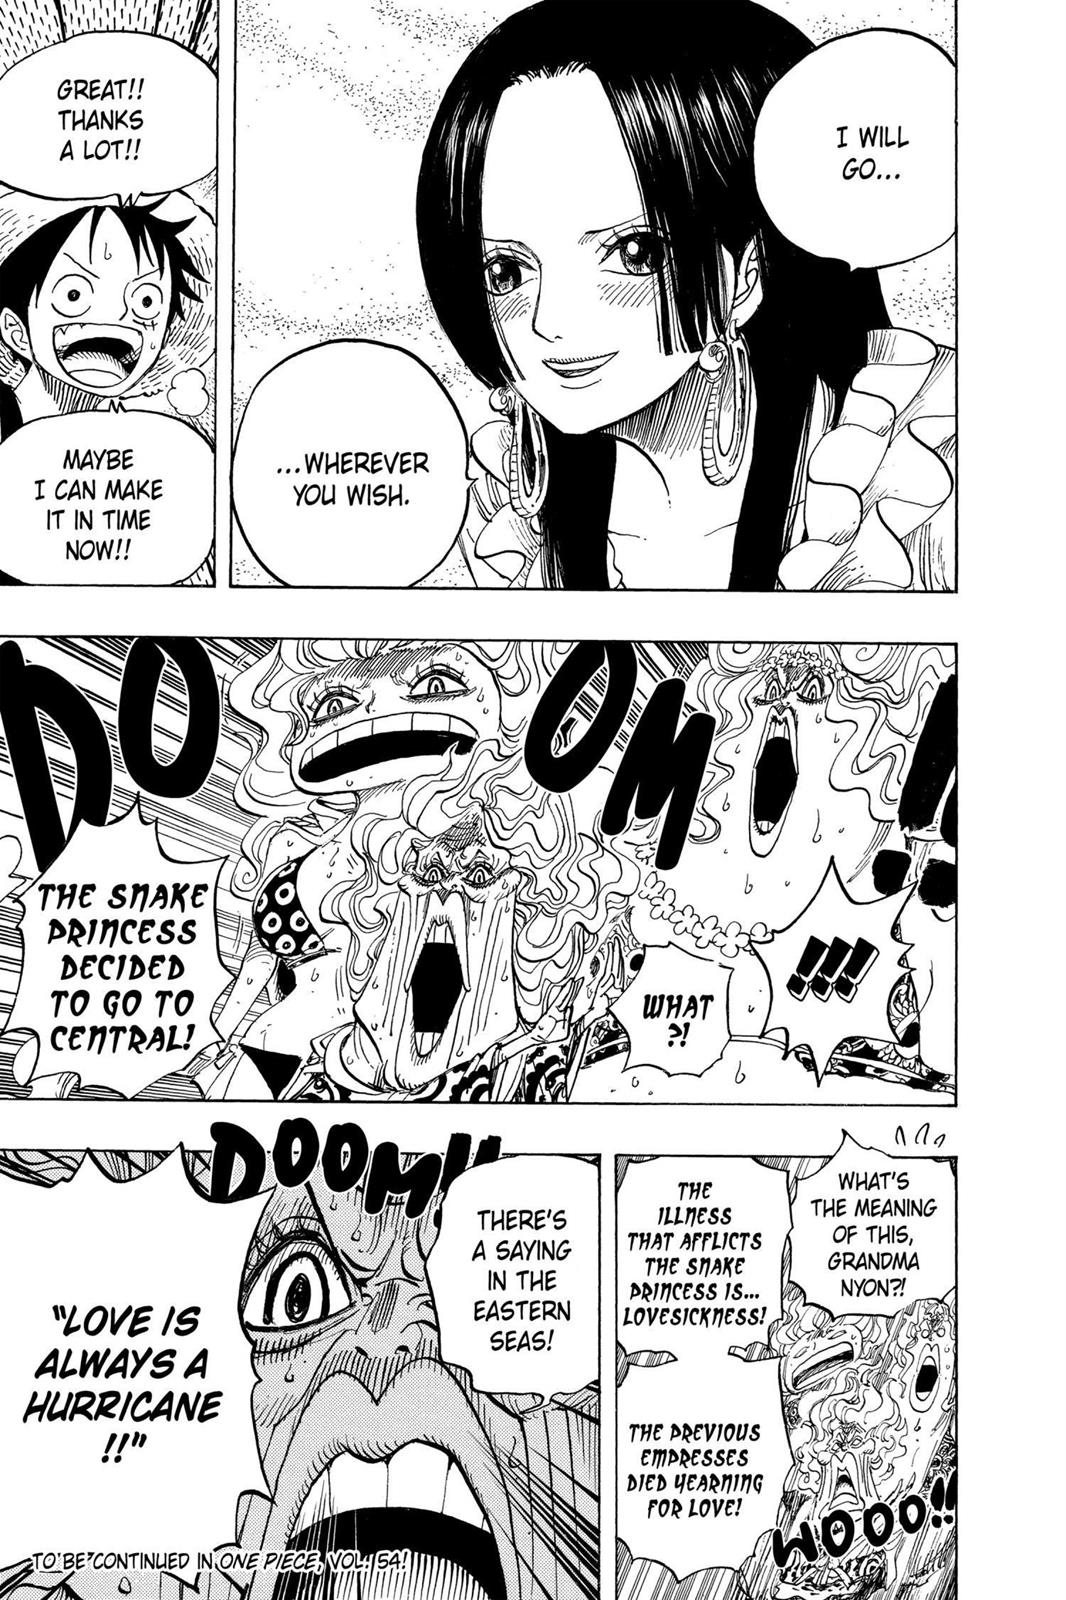 I WILL
GO...
...WHEREVER
YOU WISH.
GREAT!!
THANKS
A LOT!!
MAYBE
I CAN MAKE
IT IN TIME
NOW!!
DOOM!!
!!!!
WHAT
?!
THE SNAKE
PRINCESS
DECIDED
TO GO TO
CENTRAL!
WHAT'S
THE MEANING
OF THIS,
GRANDMA
NYON?!
THE
ILLNESS
THAT AFFLICTS
THE SNAKE
PRINCESS IS...
LOVESICKNESS!
THE PREVIOUS
EMPRESSES
DIED YEARNING
FOR LOVE!
WOOO!!
THERE'S
A SAYING
IN THE
EASTERN
SEAS!
DOOM!!
"LOVE IS
ALWAYS A
HURRICANE
!!"
TO BE CONTINUED IN ONE PIECE, VOL. 54!